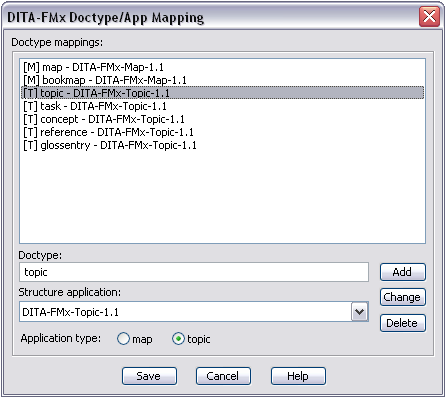 DITA-FMx Doctype/App Mapping
Doctype mappings:
[M] map - DITA-FMx-Map-1.1
[M] bookmap - DITA-FMx-Map-1.1
[T] topic - DITA-FMx-Topic-1.1
[T] task - DITA-FMx-Topic-1.1
[T] concept - DITA-FMx-Topic-1.1
[T] reference - DITA-FMx-Topic-1.1
[T] glossentry - DITA-FMx-Topic-1.1
Doctype:
topic
Add
Structure application:
Change
DITA-FMx-Topic-1.1
Delete
Application type: map topic
Save Cancel Help